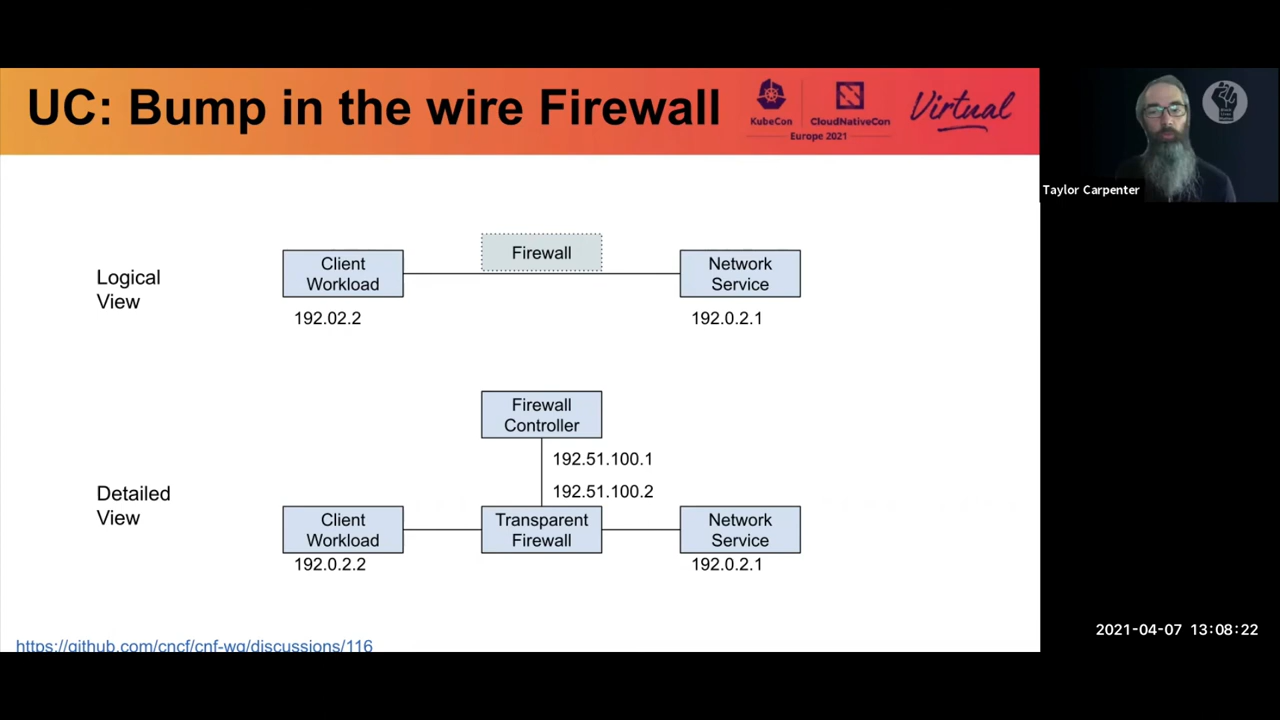 UC: Bump in the wire Firewall
KubeCon
CloudNativeCon
Europe 2021
Virtual
Taylor Carpenter
Logical
View
Client
Workload
192.02.2
Firewall
Network
Service
192.0.2.1
Detailed
View
Firewall
Controller
192.51.100.1
192.51.100.2
Client
Workload
192.0.2.2
Transparent
Firewall
Network
Service
192.0.2.1
https://github.com/cncf/cnf-wg/discussions/116
2021-04-07 13:08:22